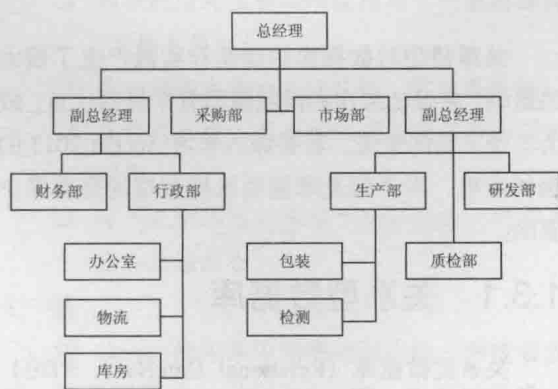 总经理
副总经理
采购部
市场部
副总经理
财务部
行政部
生产部
研发部
办公室
包装
质检部
物流
检测
库房